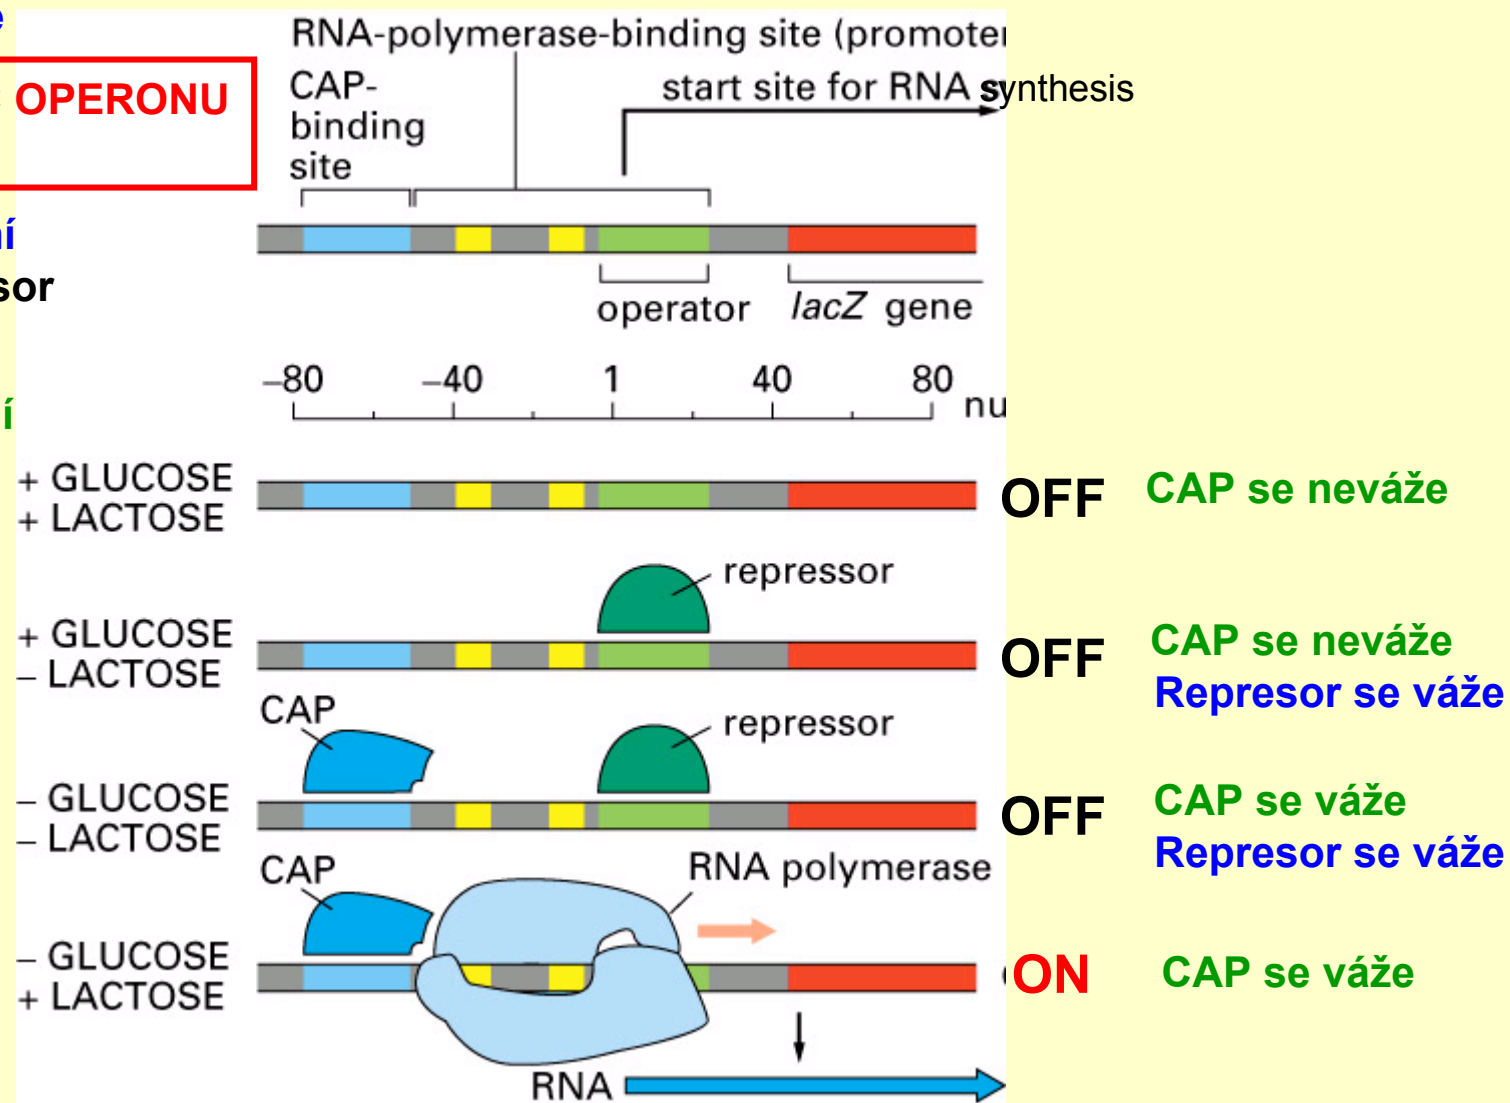 RNA-polymerase-binding site
OPERONU
CAP-
binding
site
start site for RNA synthesis
operator
lacZ gene
–80 –40 1 40 80
+ GLUCOSE
+ LACTOSE
OFF
CAP se neváže
repressor
+ GLUCOSE
– LACTOSE
OFF
CAP se neváže
Represor se váže
CAP
repressor
– GLUCOSE
– LACTOSE
OFF
CAP se váže
Represor se váže
CAP
RNA polymerase
– GLUCOSE
+ LACTOSE
ON
CAP se váže
RNA